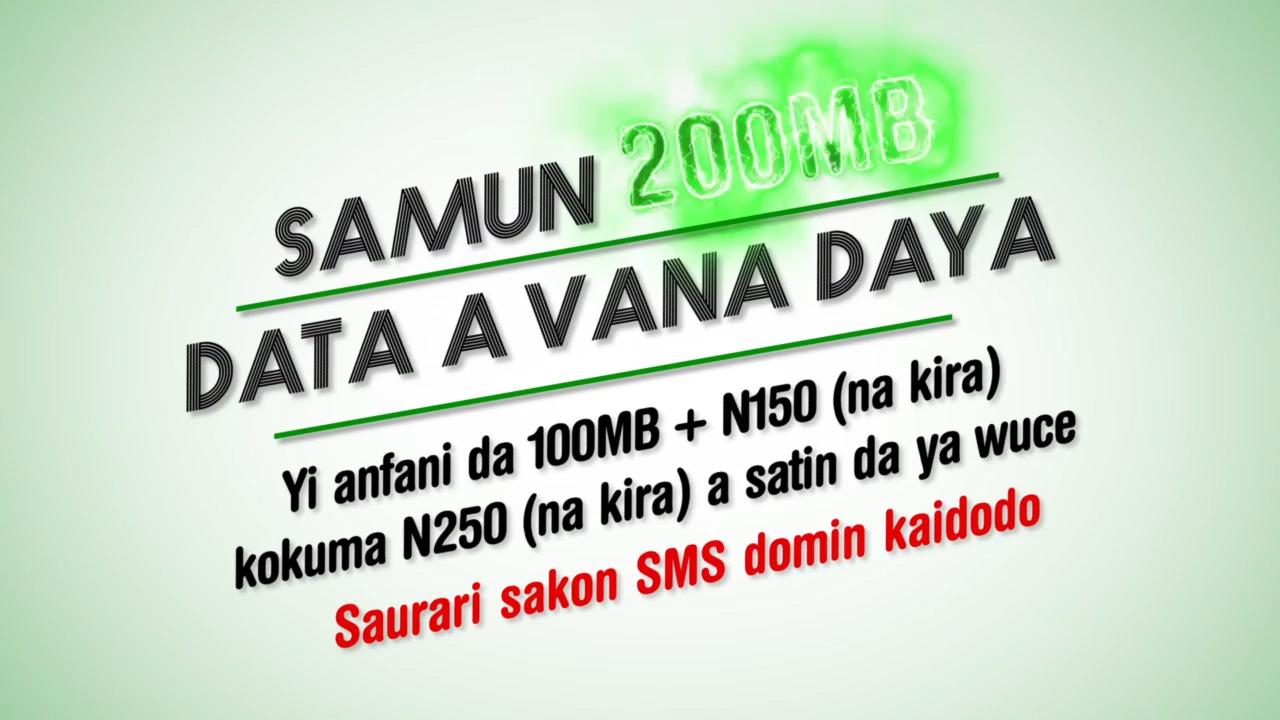 SAMUN 200MB
DATA A VANA DAYA
Yi anfani da 100MB + N150 (na kira)
kokuma N250 (na kira) a satin da ya wuce
Saurari sakon SMS domin kaidodo